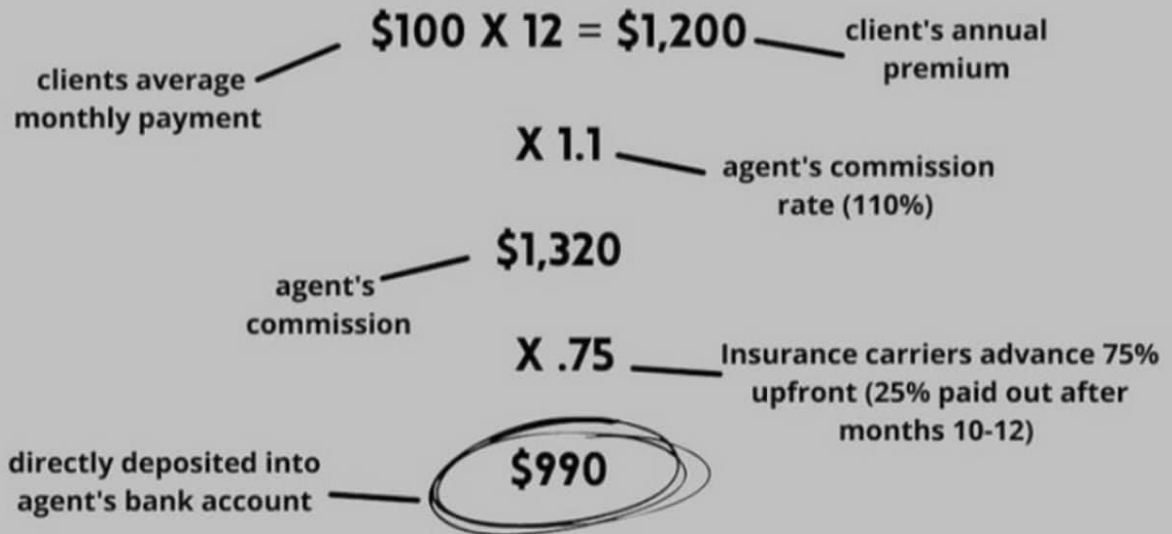 $100 X 12 = $1,200
client's annual
premium
clients average
monthly payment
X 1.1
agent's commission
rate (110%)
$1,320
agent's
commission
X .75
Insurance carriers advance 75%
upfront (25% paid out after
months 10-12)
$990
directly deposited into
agent's bank account